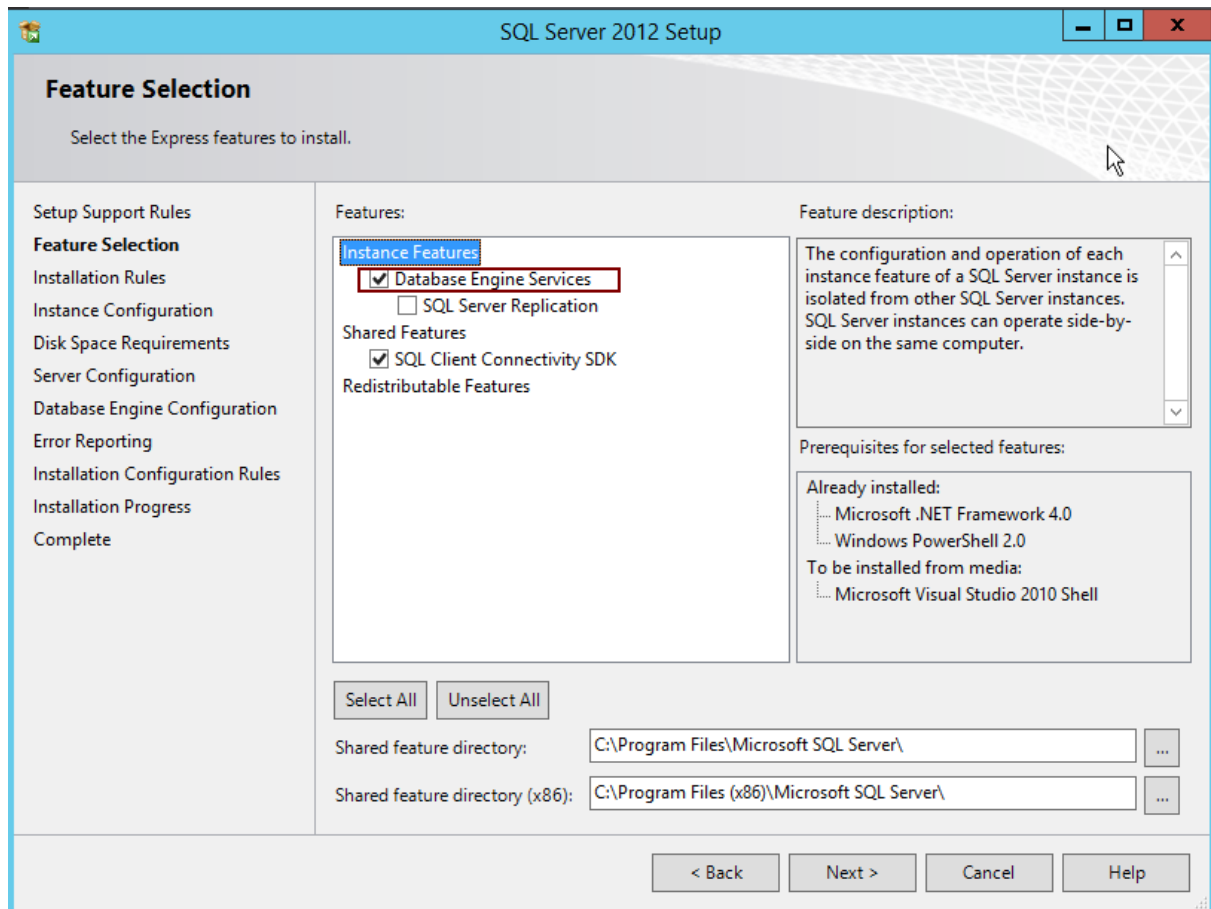 SQL Server 2012 Setup
Feature Selection
Select the Express features to install.
Setup Support Rules
Feature Selection
Installation Rules
Instance Configuration
Disk Space Requirements
Server Configuration
Database Engine Configuration
Error Reporting
Installation Configuration Rules
Installation Progress
Complete
Features:
Instance Features
Database Engine Services
SQL Server Replication
Shared Features
SQL Client Connectivity SDK
Redistributable Features
Feature description:
The configuration and operation of each
instance feature of a SQL Server instance is
isolated from other SQL Server instances.
SQL Server instances can operate side-by-
side on the same computer.
Prerequisites for selected features:
Already installed:
Microsoft .NET Framework 4.0
Windows PowerShell 2.0
To be installed from media:
Microsoft Visual Studio 2010 Shell
Select All
Unselect All
Shared feature directory:
C:\Program Files\Microsoft SQL Server\
...
Shared feature directory (x86):
C:\Program Files (x86)\Microsoft SQL Server\
...
< Back
Next >
Cancel
Help